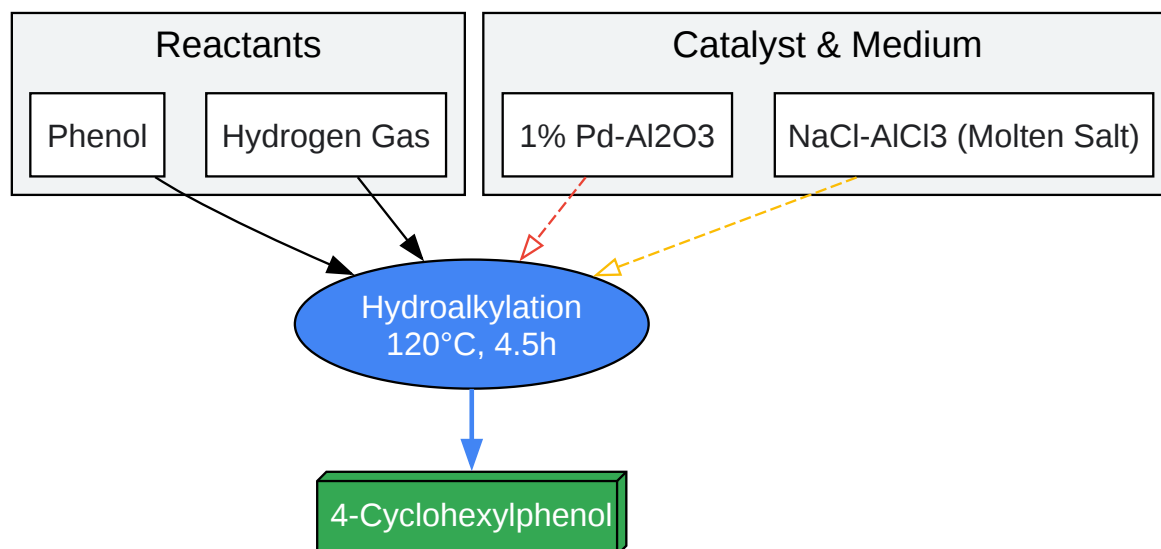 Reactants
Catalyst & Medium
Phenol
Hydrogen Gas
1% Pd-Al2O3
NaCl-AlCl3 (Molten Salt)
Hydroalkylation
120°C, 4.5h
4-Cyclohexylphenol